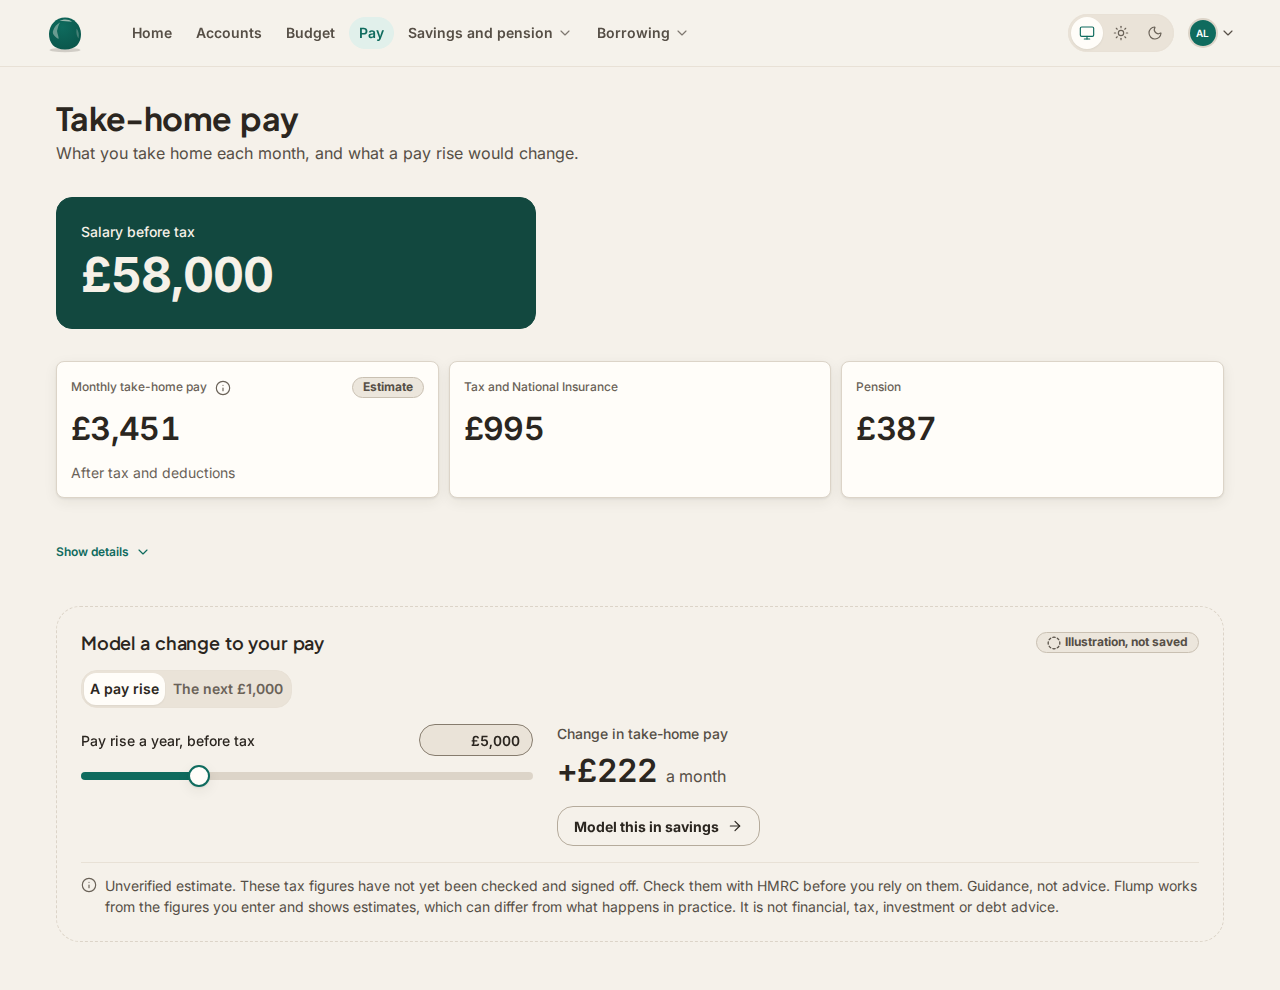 Home
Accounts
Budget
Pay
Savings and pension
Borrowing
AL
Take-home pay
What you take home each month, and what a pay rise would change.
Salary before tax
£58,000
Monthly take-home pay
Estimate
£3,451
After tax and deductions
Tax and National Insurance
£995
Pension
£387
Show details
Model a change to your pay
Illustration, not saved
A pay rise
The next £1,000
Pay rise a year, before tax
£5,000
Change in take-home pay
+£222 a month
Model this in savings
Unverified estimate. These tax figures have not yet been checked and signed off. Check them with HMRC before you rely on them. Guidance, not advice. Flump works
from the figures you enter and shows estimates, which can differ from what happens in practice. It is not financial, tax, investment or debt advice.